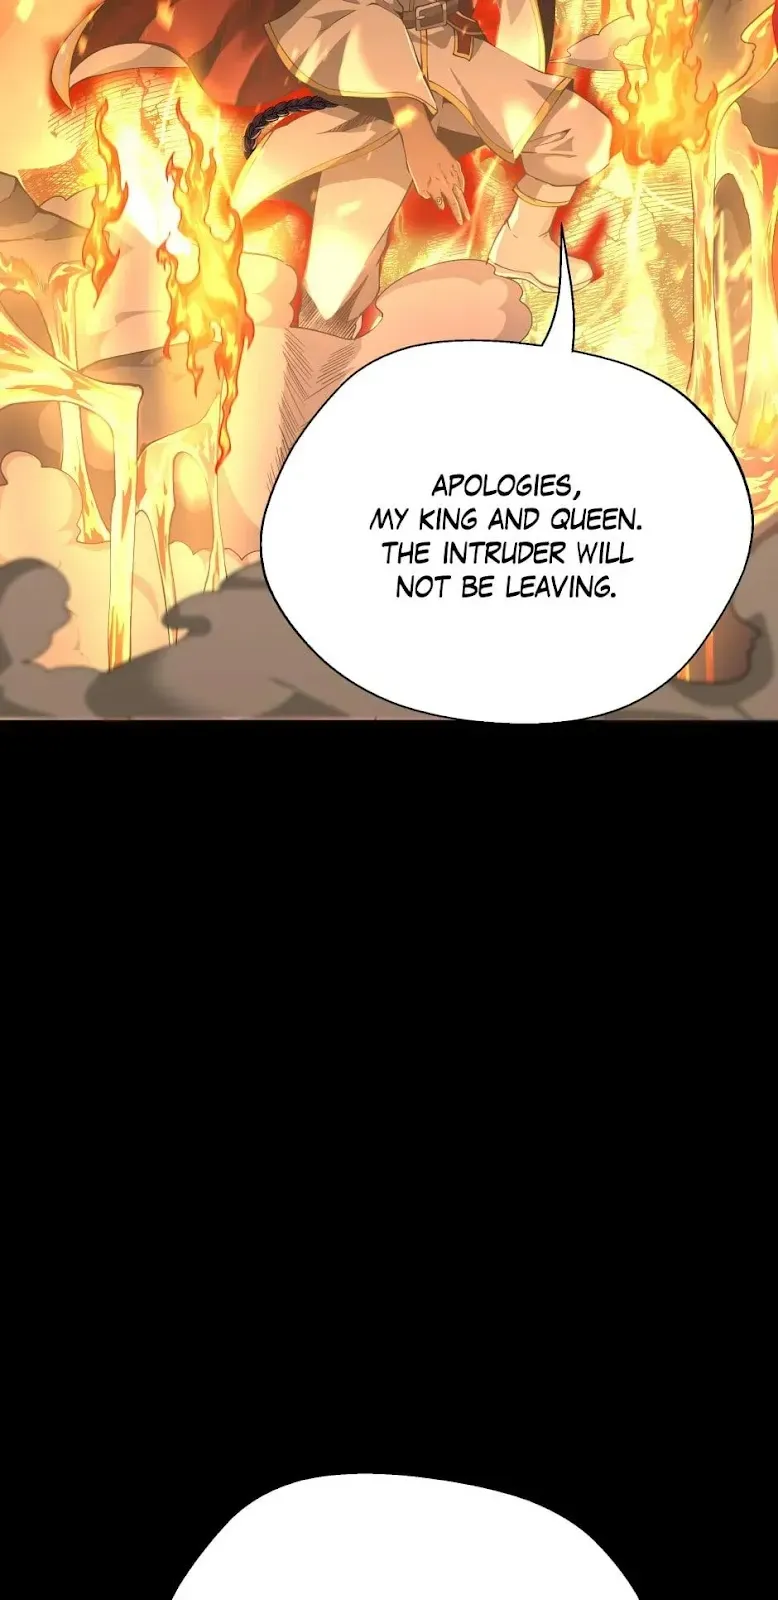 APOLOGIES,
MY KING AND QUEEN.
THE INTRUDER WILL
NOT BE LEAVING.